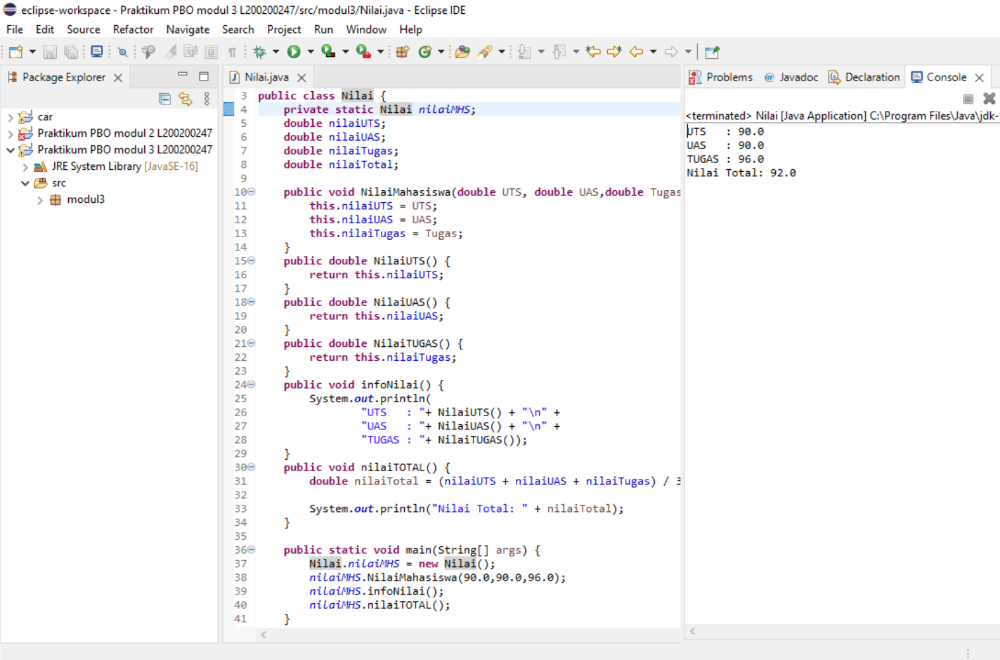 eclipse-workspace - Praktikum PBO modul 3 L200200247/src/modul3/Nilai.java - Eclipse IDE
File Edit Source Refactor Navigate Search Project Run Window Help
Package Explorer
car
Praktikum PBO modul 2 L200200247
Praktikum PBO modul 3 L200200247
JRE System Library [JavaSE-16]
src
modul3
Nilai.java
3 public class Nilai {
4 private static Nilai nilaiMHS;
5 double nilaiUTS;
6 double nilaiUAS;
7 double nilaiTugas;
8 double nilaiTotal;
9
10 public void NilaiMahasiswa(double UTS, double UAS,double Tugas
11 this.nilaiUTS = UTS;
12 this.nilaiUAS = UAS;
13 this.nilaiTugas = Tugas;
14 }
15 public double NilaiUTS() {
16 return this.nilaiUTS;
17 }
18 public double NilaiUAS() {
19 return this.nilaiUAS;
20 }
21 public double NilaiTUGAS() {
22 return this.nilaiTugas;
23 }
24 public void infoNilai() {
25 System.out.println(
26 "UTS   : "+ NilaiUTS() + "\n" +
27 "UAS   : "+ NilaiUAS() + "\n" +
28 "TUGAS : "+ NilaiTUGAS());
29 }
30 public void nilaiTOTAL() {
31 double nilaiTotal = (nilaiUTS + nilaiUAS + nilaiTugas) / 3
32
33 System.out.println("Nilai Total: " + nilaiTotal);
34 }
35
36 public static void main(String[] args) {
37 Nilai.nilaiMHS = new Nilai();
38 nilaiMHS.NilaiMahasiswa(90.0,90.0,96.0);
39 nilaiMHS.infoNilai();
40 nilaiMHS.nilaiTOTAL();
41 }
Problems @ Javadoc Declaration Console
<terminated> Nilai [Java Application] C:\Program Files\Java\jdk-
UTS   : 90.0
UAS   : 90.0
TUGAS : 96.0
Nilai Total: 92.0